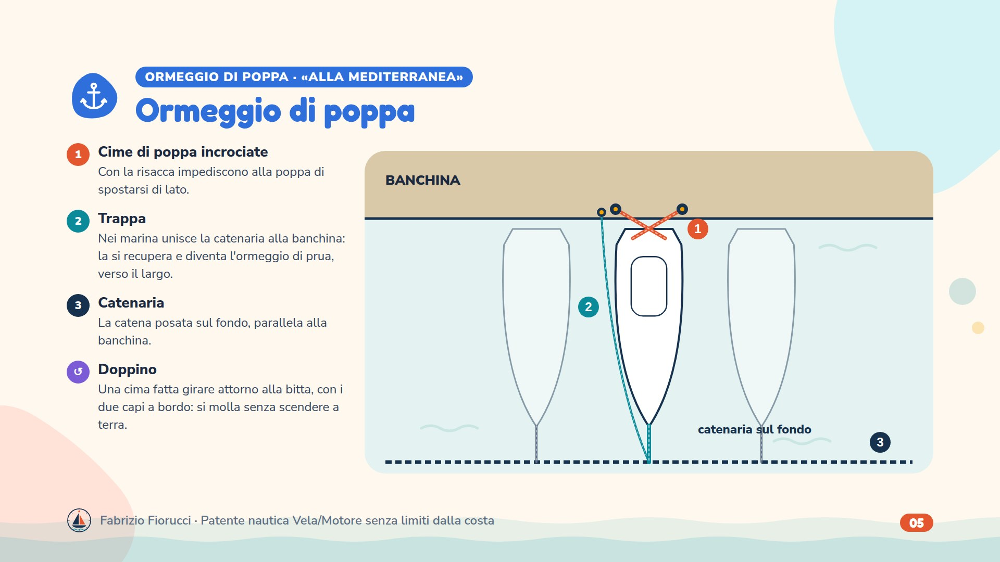 ORMEGGIO DI POPPA · «ALLA MEDITERRANEA»
Ormeggio di poppa
1 Cime di poppa incrociate
Con la risacca impediscono alla poppa di
spostarsi di lato.
2 Trappa
Nei marina unisce la catenaria alla banchina:
la si recupera e diventa l'ormeggio di prua,
verso il largo.
3 Catenaria
La catena posata sul fondo, parallela alla
banchina.
↺ Doppino
Una cima fatta girare attorno alla bitta, con i
due capi a bordo: si molla senza scendere a
terra.
BANCHINA
1
2
catenaria sul fondo
3
Fabrizio Fiorucci · Patente nautica Vela/Motore senza limiti dalla costa
05